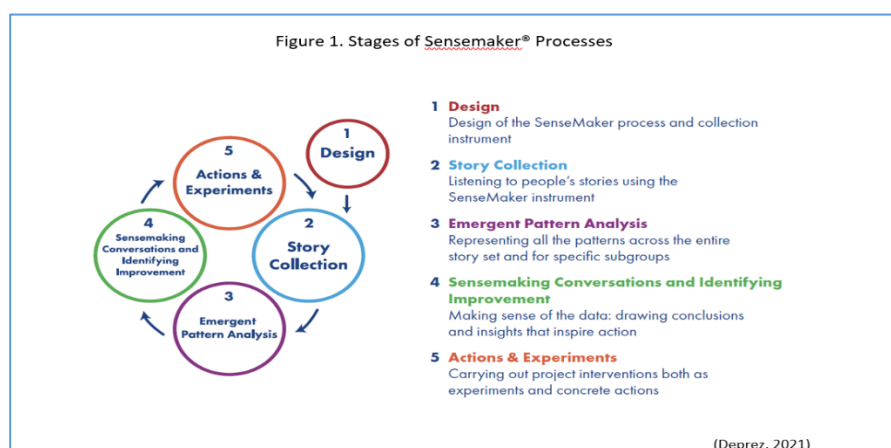 Figure 1. Stages of Sensemaker® Processes
1
Design
5
Actions &
Experiments
2
Story
Collection
4
Sensemaking
Conversations and
Identifying
Improvement
3
Emergent
Pattern Analysis
1 Design
Design of the SenseMaker process and collection
instrument
2 Story Collection
Listening to people's stories using the
SenseMaker instrument
3 Emergent Pattern Analysis
Representing all the patterns across the entire
story set and for specific subgroups
4 Sensemaking Conversations and Identifying
Improvement
Making sense of the data: drawing conclusions
and insights that inspire action
5 Actions & Experiments
Carrying out project interventions both as
experiments and concrete actions
(Deprez, 2021)